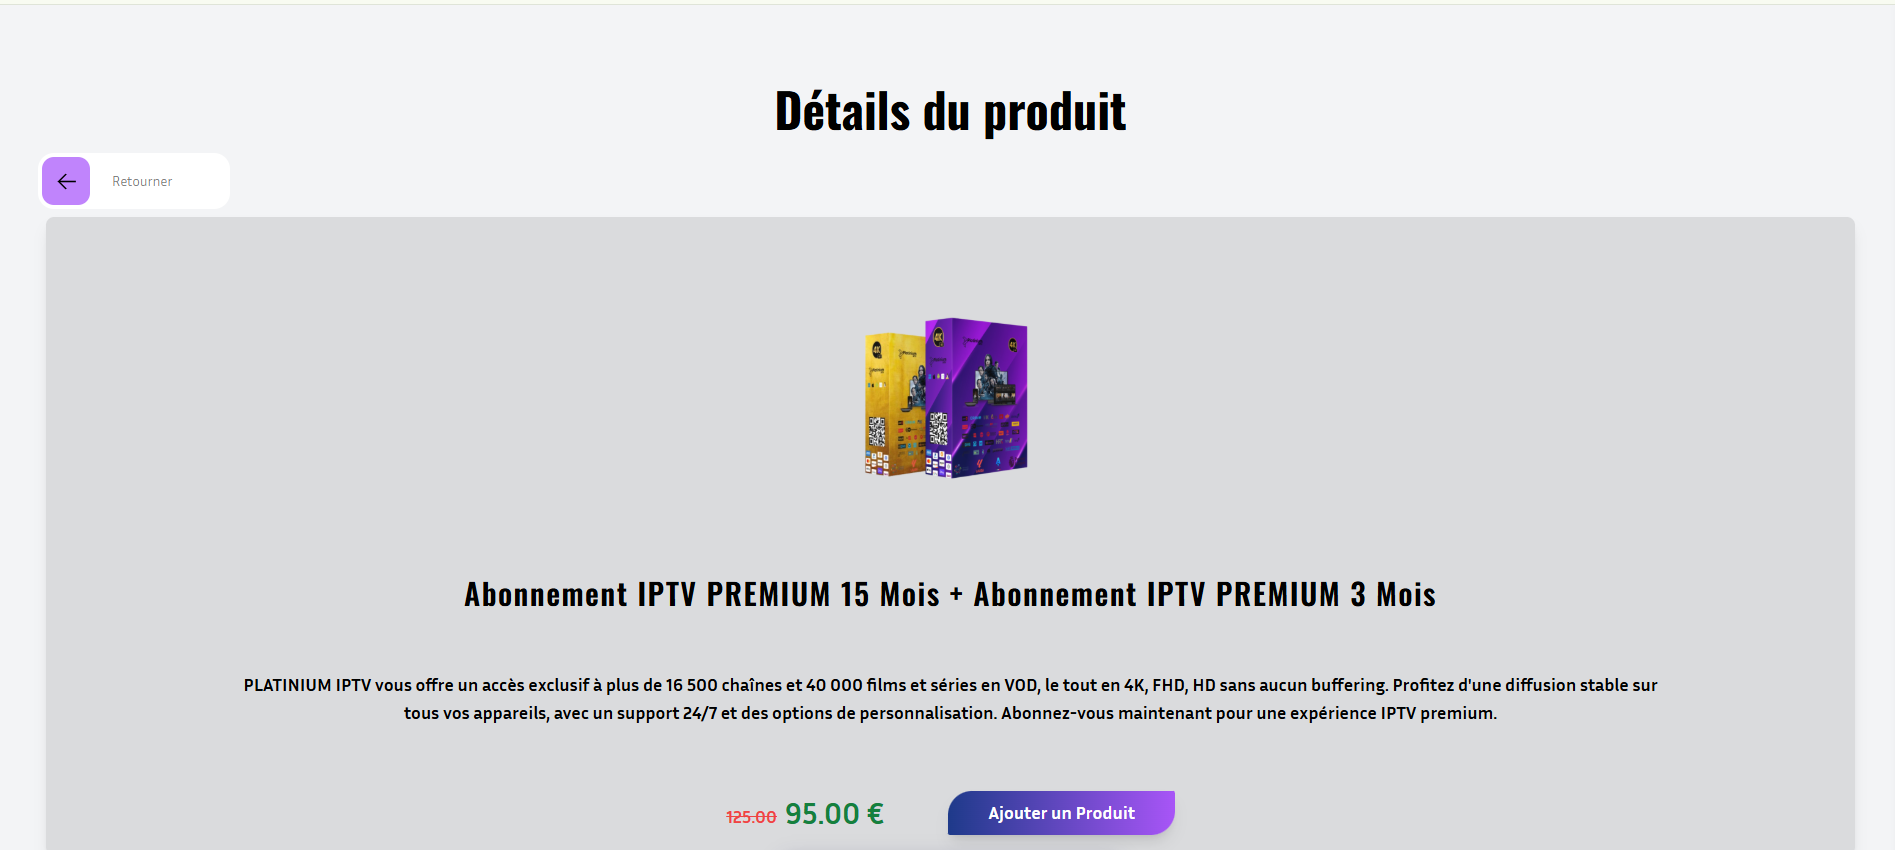 Détails du produit
Retourner
4K
4K
4K
Abonnement IPTV PREMIUM 15 Mois + Abonnement IPTV PREMIUM 3 Mois
PLATINIUM IPTV vous offre un accès exclusif à plus de 16 500 chaînes et 40 000 films et séries en VOD, le tout en 4K, FHD, HD sans aucun buffering. Profitez d'une diffusion stable sur
tous vos appareils, avec un support 24/7 et des options de personnalisation. Abonnez-vous maintenant pour une expérience IPTV premium.
125.00 95.00 €
Ajouter un Produit